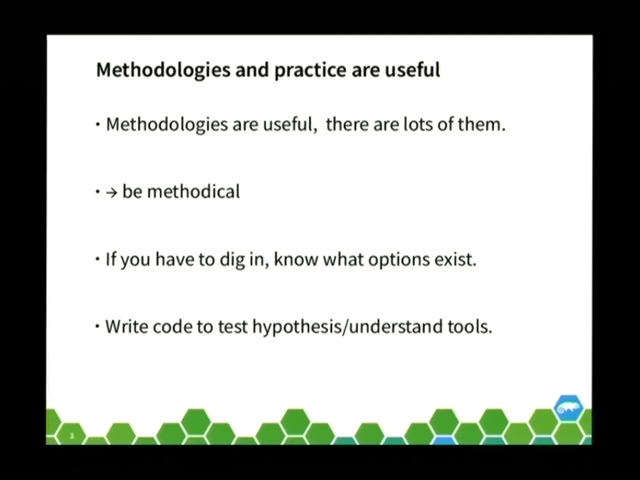 Methodologies and practice are useful
• Methodologies are useful,  there are lots of them.
• → be methodical
• If you have to dig in, know what options exist.
• Write code to test hypothesis/understand tools.
3